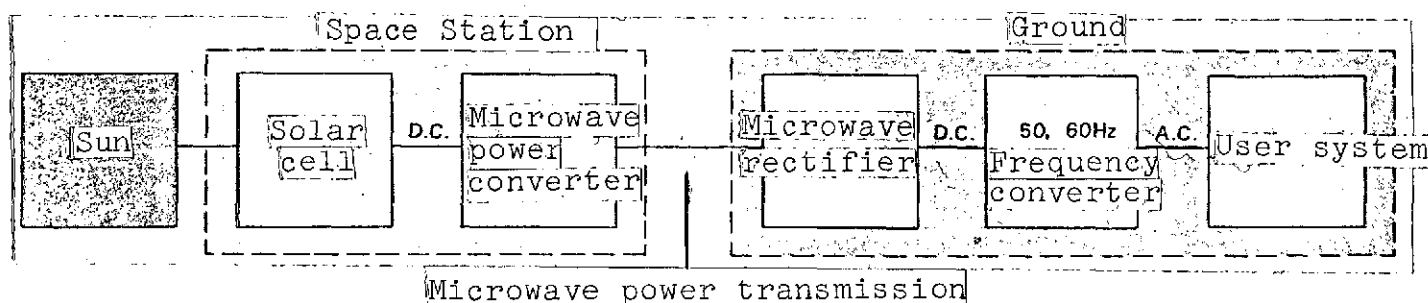 Space Station
Ground
Sun
Solar
cell
D.C.
Microwave
power
converter
Microwave
rectifier
D.C.
50, 60Hz
Frequency
converter
A.C.
User system
Microwave power transmission